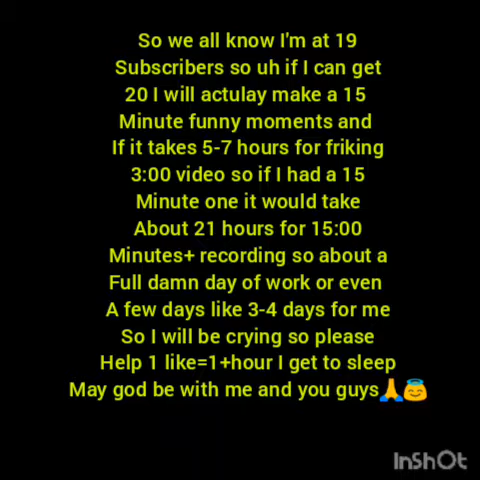 So we all know I'm at 19
Subscribers so uh if I can get
20 I will actulay make a 15
Minute funny moments and
If it takes 5-7 hours for friking
3:00 video so if I had a 15
Minute one it would take
About 21 hours for 15:00
Minutes+ recording so about a
Full damn day of work or even
A few days like 3-4 days for me
So I will be crying so please
Help 1 like=1+hour I get to sleep
May god be with me and you guys🙏😇
InShOt